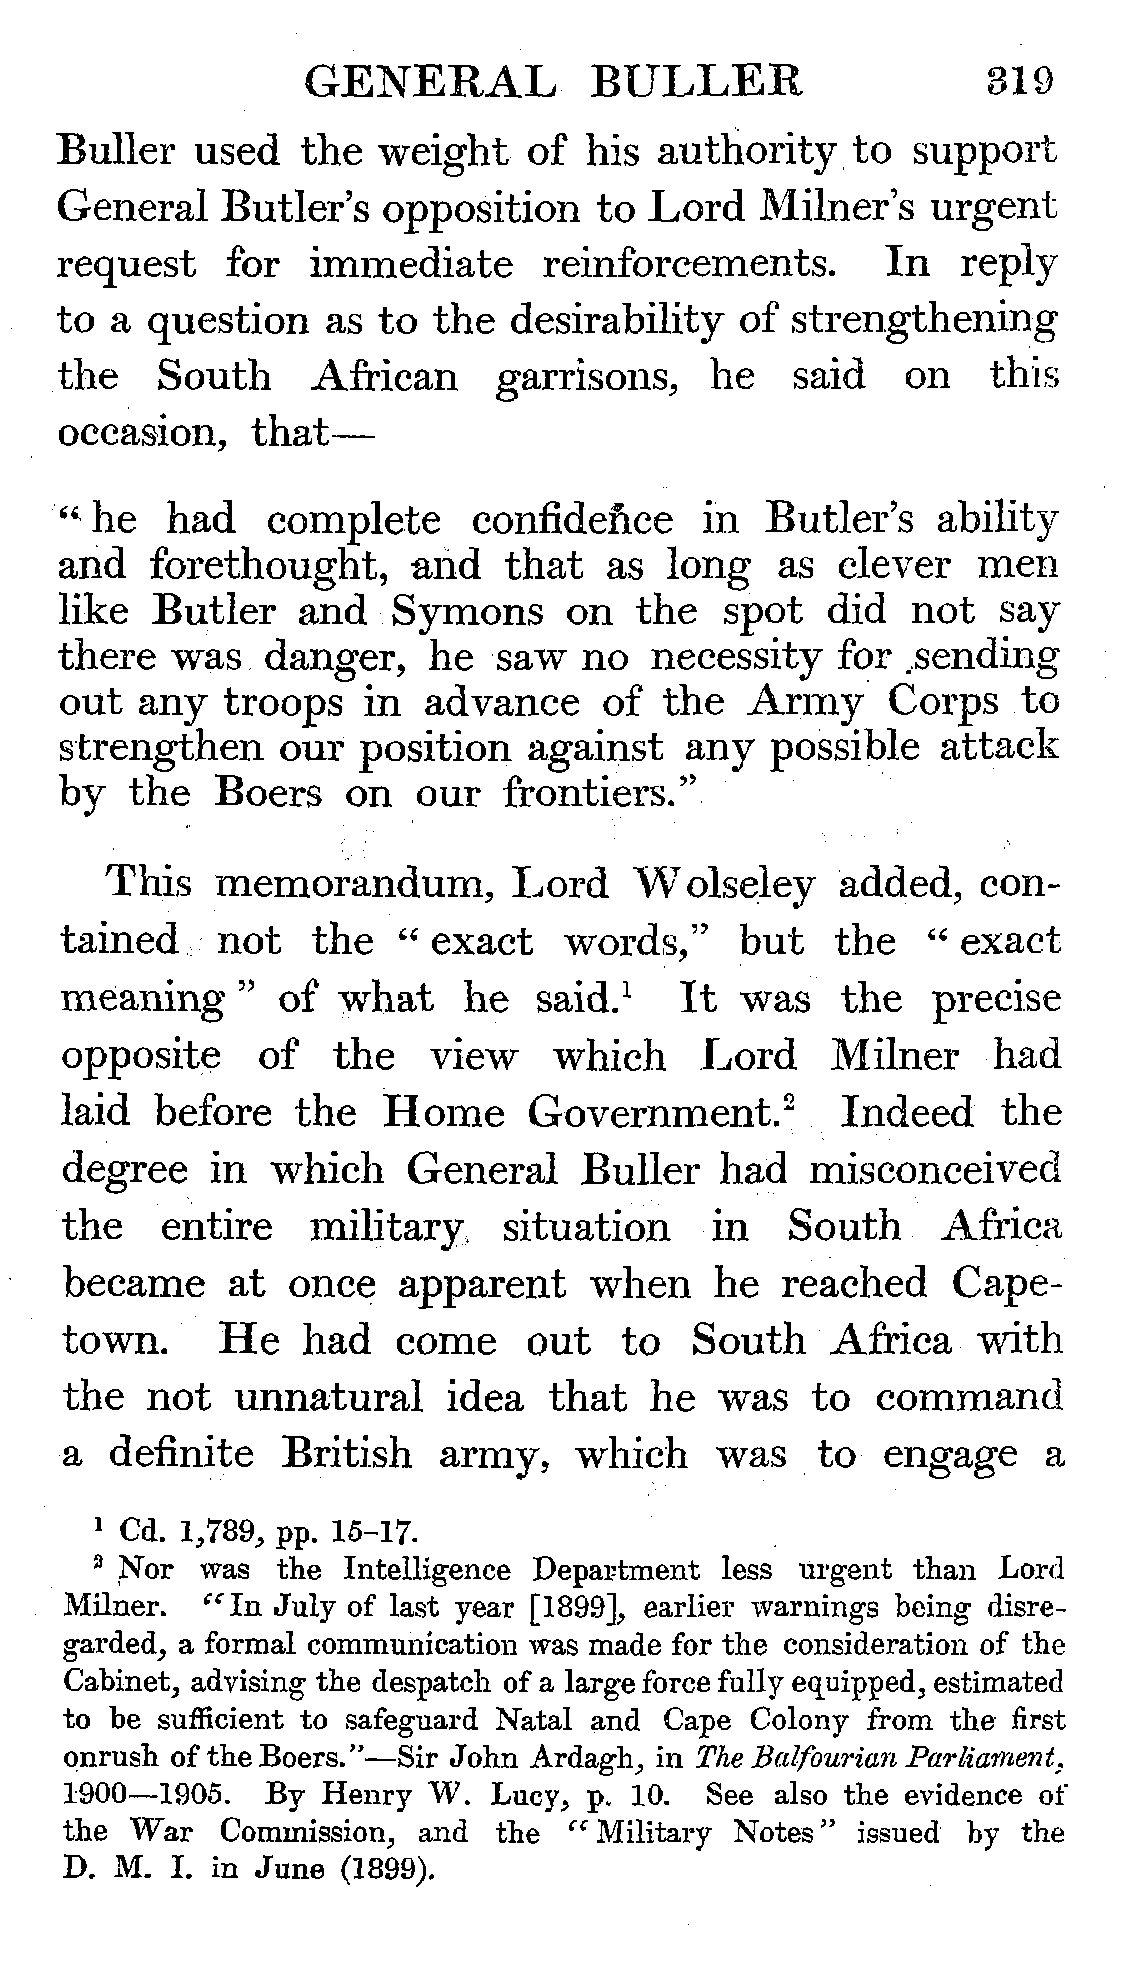 GENERAL BULLER 319
Buller used the weight of his authority to support
General Butler's opposition to Lord Milner's urgent
request for immediate reinforcements. In reply
to a question as to the desirability of strengthening
the South African garrisons, he said on this
occasion, that—
“ he had complete confidence in Butler's ability
and forethought, and that as long as clever men
like Butler and Symons on the spot did not say
there was danger, he saw no necessity for sending
out any troops in advance of the Army Corps to
strengthen our position against any possible attack
by the Boers on our frontiers.”
This memorandum, Lord Wolseley added, con-
tained not the “ exact words,” but the “ exact
meaning ” of what he said.¹ It was the precise
opposite of the view which Lord Milner had
laid before the Home Government.² Indeed the
degree in which General Buller had misconceived
the entire military situation in South Africa
became at once apparent when he reached Cape-
town. He had come out to South Africa with
the not unnatural idea that he was to command
a definite British army, which was to engage a
¹ Cd. 1,789, pp. 15–17.
² Nor was the Intelligence Department less urgent than Lord
Milner. “In July of last year [1899], earlier warnings being disre-
garded, a formal communication was made for the consideration of the
Cabinet, advising the despatch of a large force fully equipped, estimated
to be sufficient to safeguard Natal and Cape Colony from the first
onrush of the Boers.”—Sir John Ardagh, in The Balfourian Parliament,
1900—1905. By Henry W. Lucy, p. 10. See also the evidence of
the War Commission, and the “ Military Notes” issued by the
D. M. I. in June (1899).